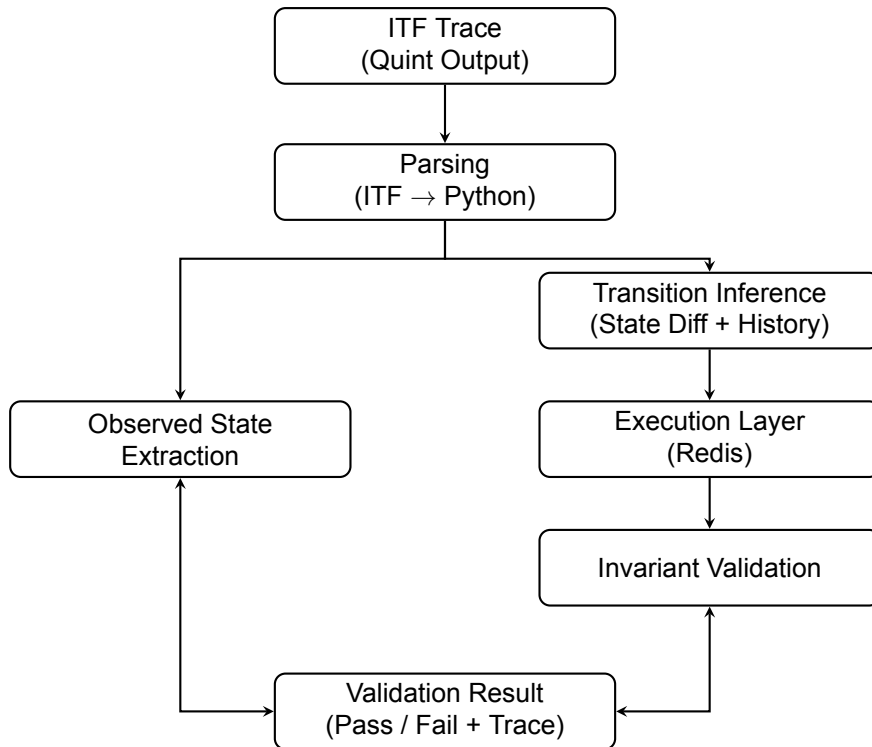 ITF Trace
(Quint Output)
Parsing
(ITF → Python)
Transition Inference
(State Diff + History)
Observed State
Extraction
Execution Layer
(Redis)
Invariant Validation
Validation Result
(Pass / Fail + Trace)